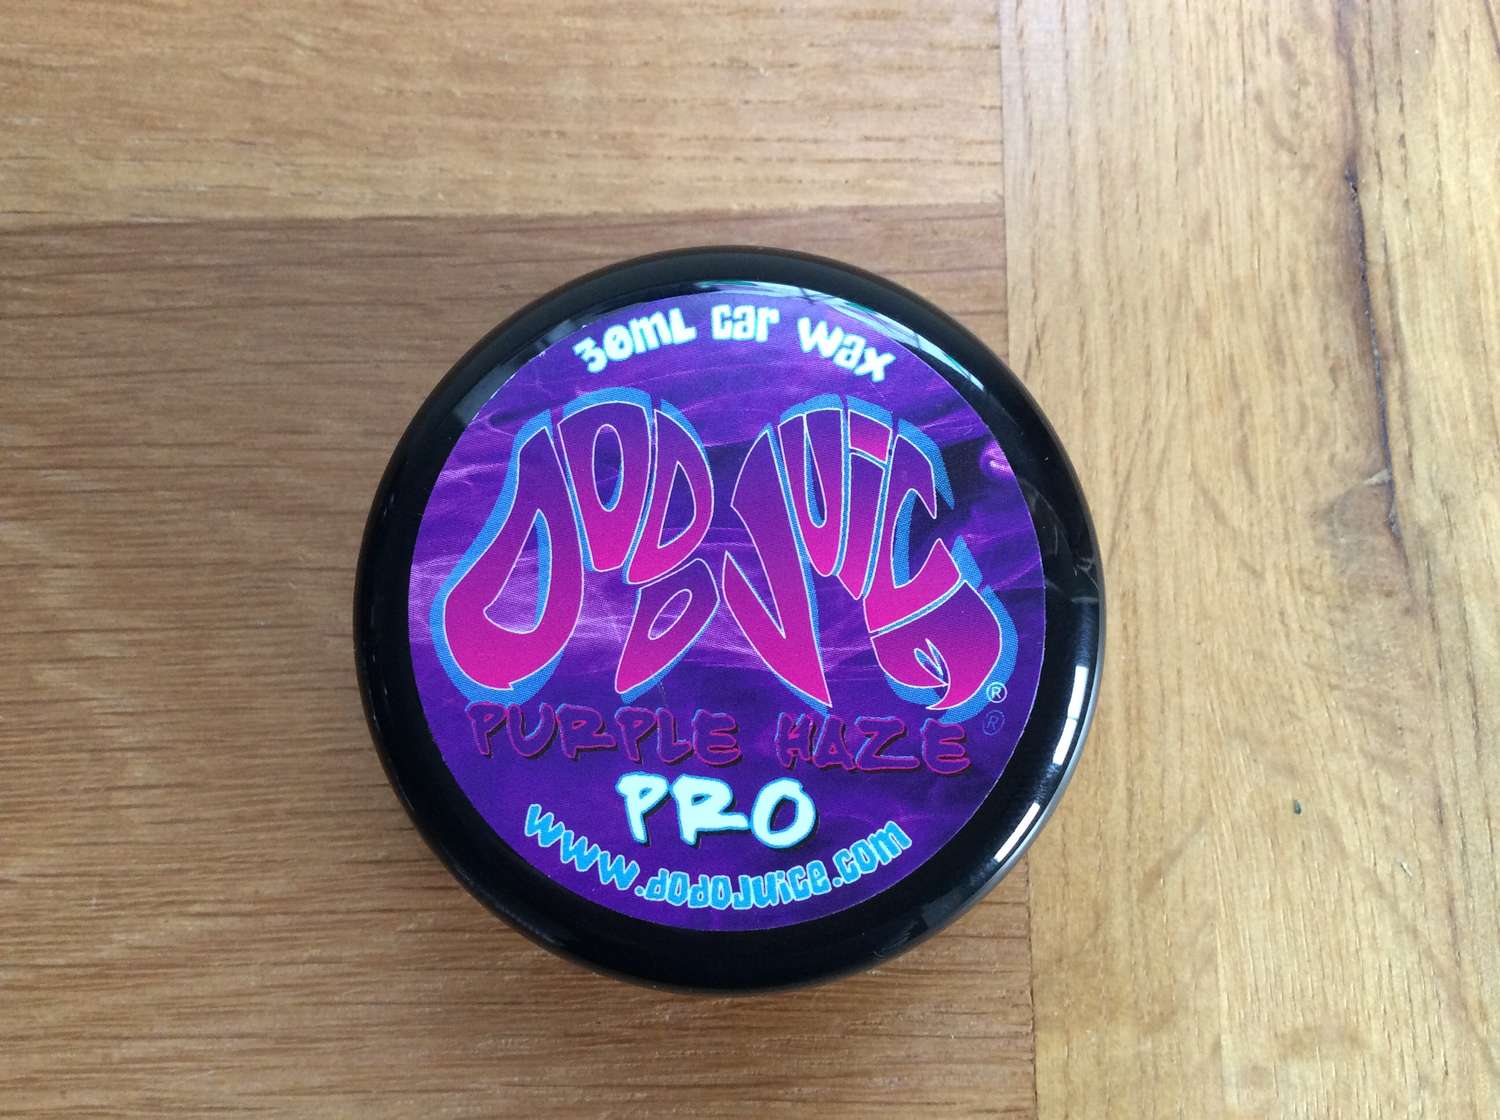 30ml car wax
Dodo Juice
®
PURPLE HAZE ®
PRO
www.dodojuice.com